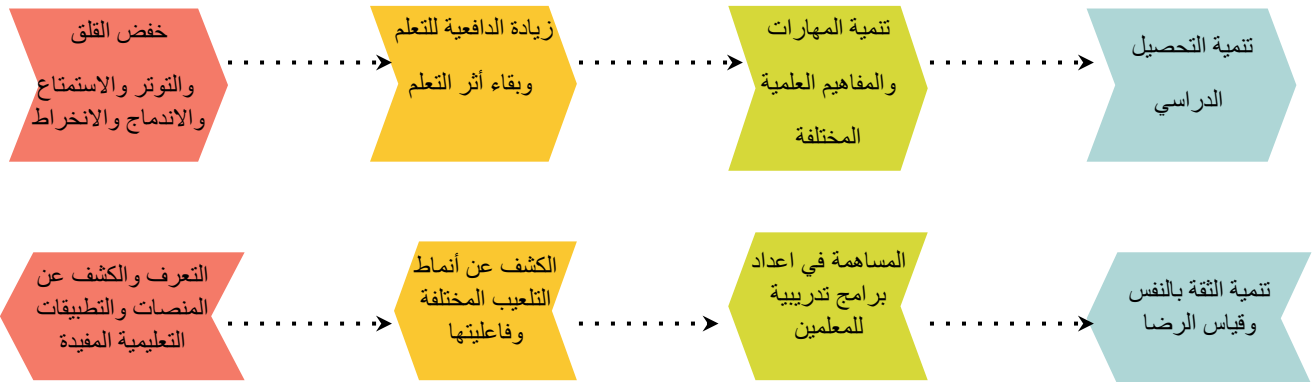 تنمية التحصيل
الدراسي
تنمية المهارات
والمفاهيم العلمية
المختلفة
زيادة الدافعية للتعلم
وبقاء أثر التعلم
خفض القلق
والتوتر والاستمتاع
والاندماج والانخراط
تنمية الثقة بالنفس
وقياس الرضا
المساهمة في اعداد
برامج تدريبية
للمعلمين
الكشف عن أنماط
التلعيب المختلفة
وفاعليتها
التعرف والكشف عن
المنصات والتطبيقات
التعليمية المفيدة